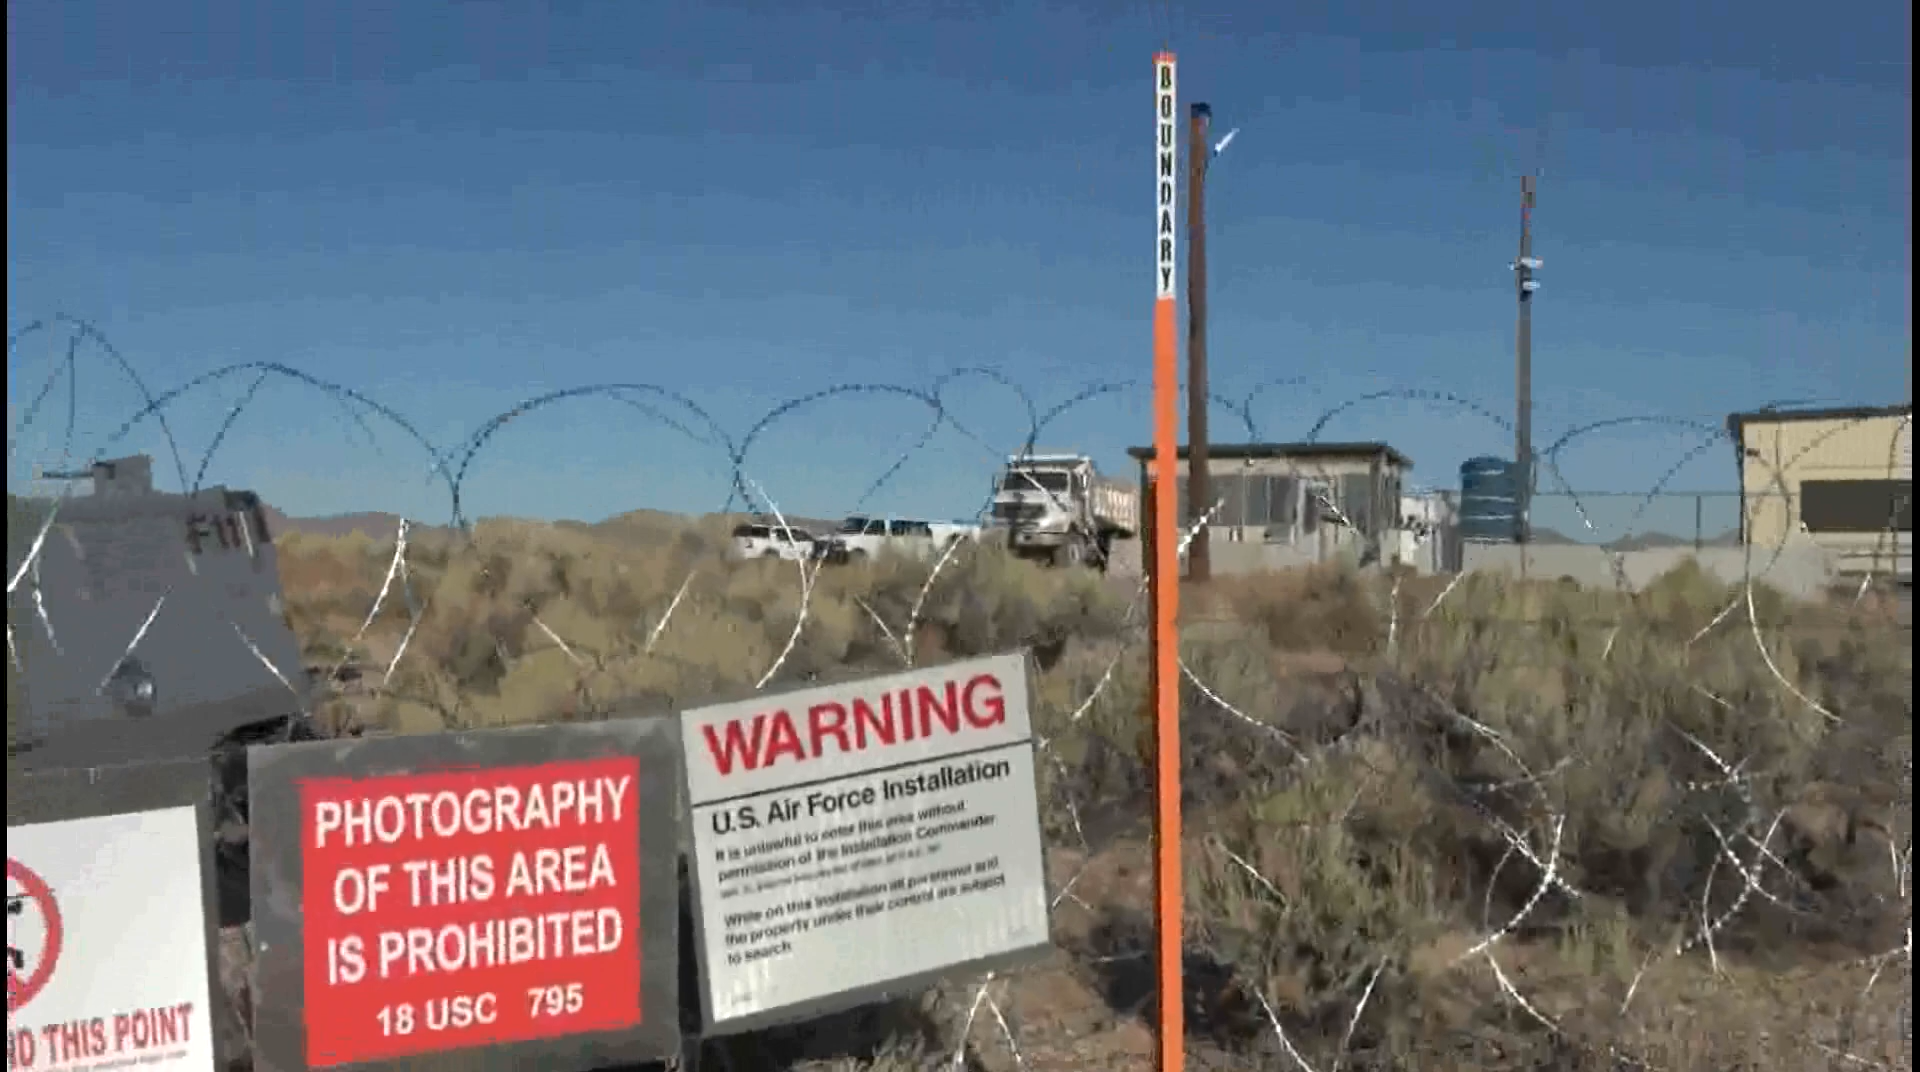 BOUNDARY
F111
WARNING
U.S. Air Force Installation
It is unlawful to enter this area without
permission of the Installation Commander
While on this Installation all personnel and
the property under their control are subject
to search.
PHOTOGRAPHY
OF THIS AREA
IS PROHIBITED
18 USC 795
THIS POINT